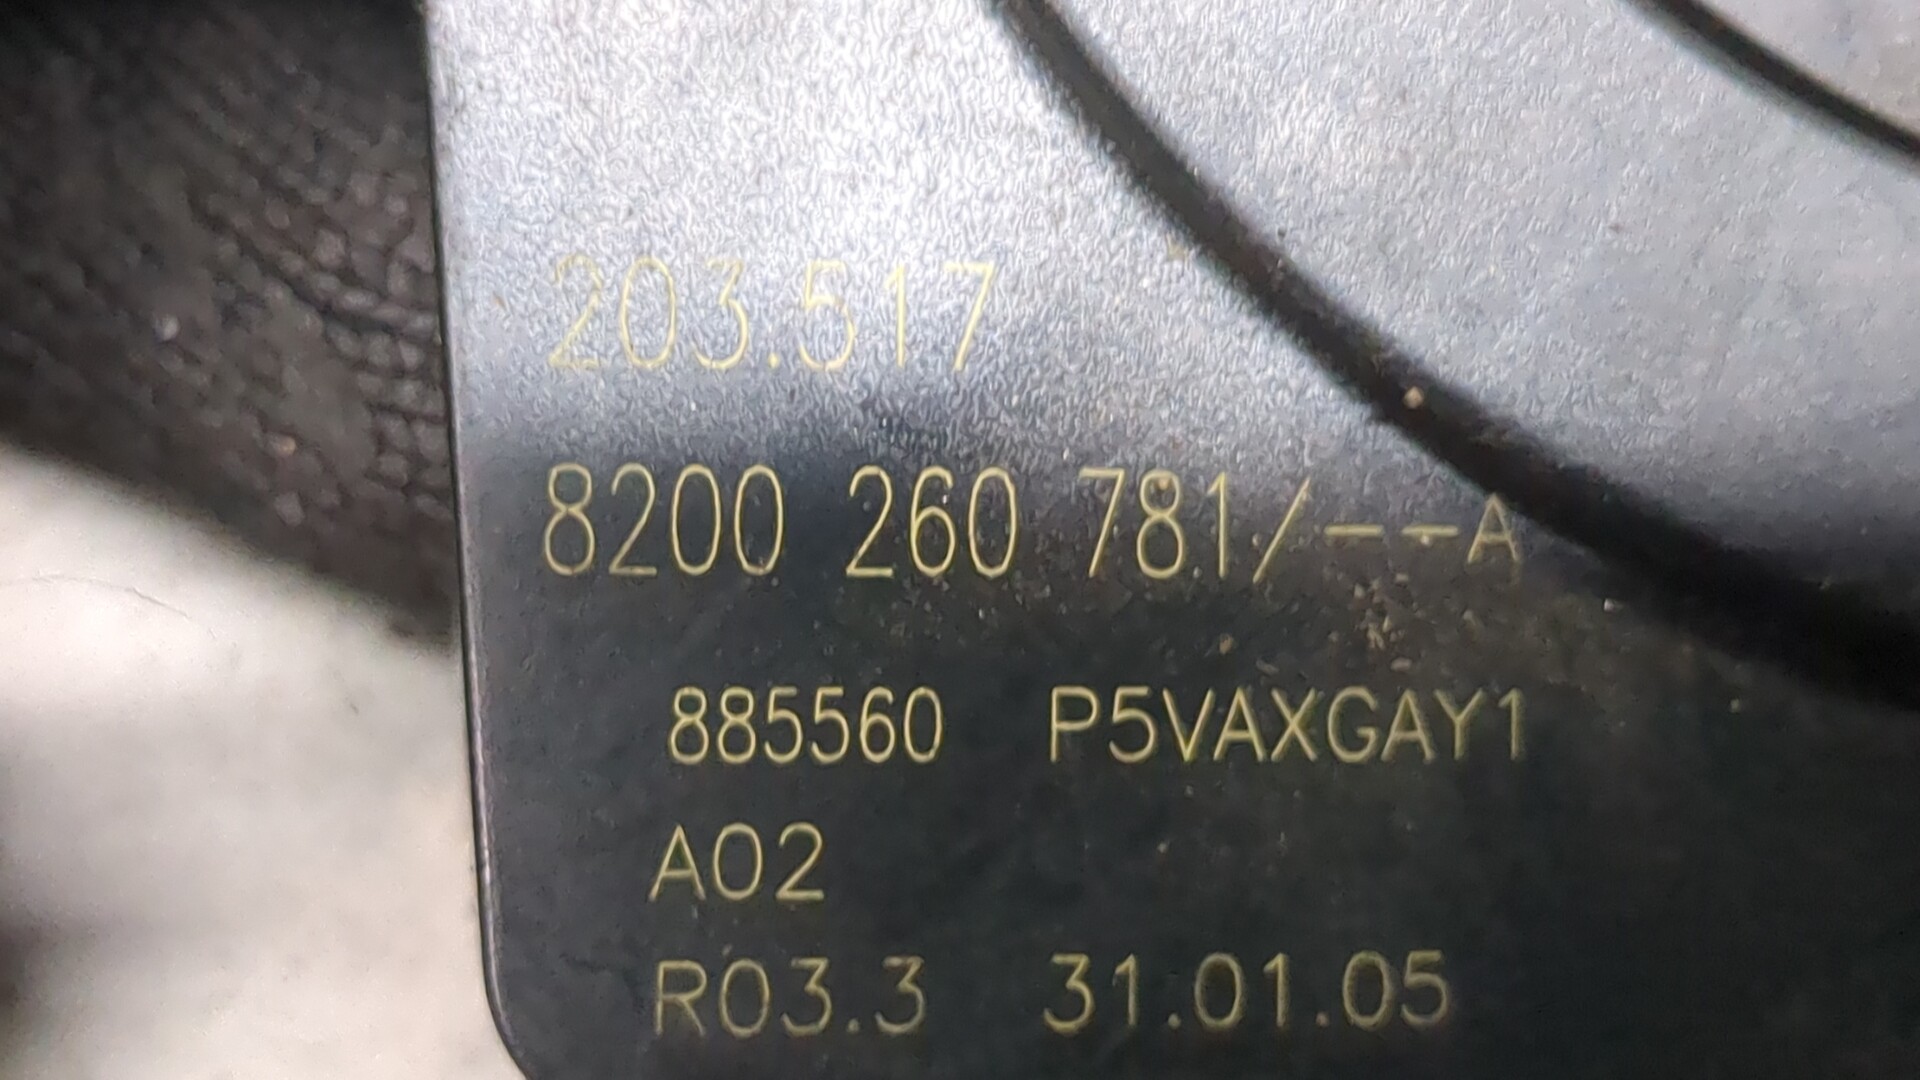 203.517
8200 260 781/--A
885560 P5VAXGAY1
A02
R03.3 31.01.05